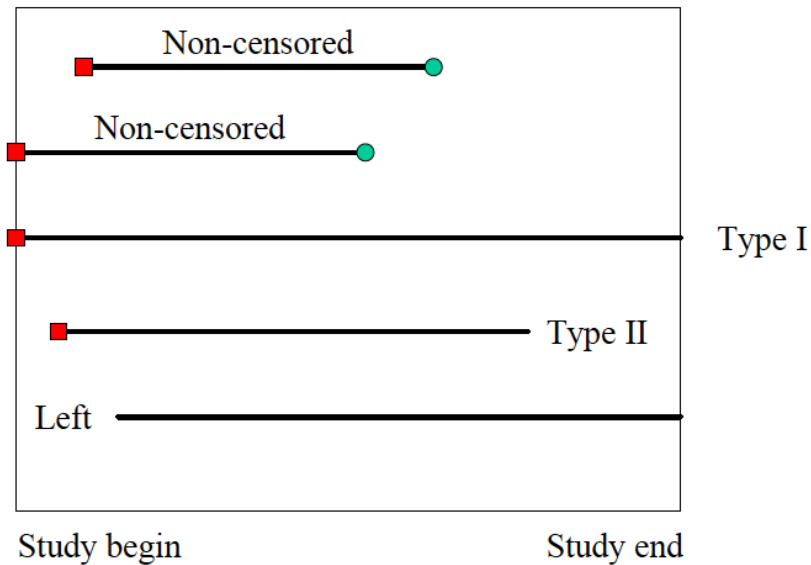 Non-censored
Non-censored
Type I
Type II
Left
Study begin
Study end